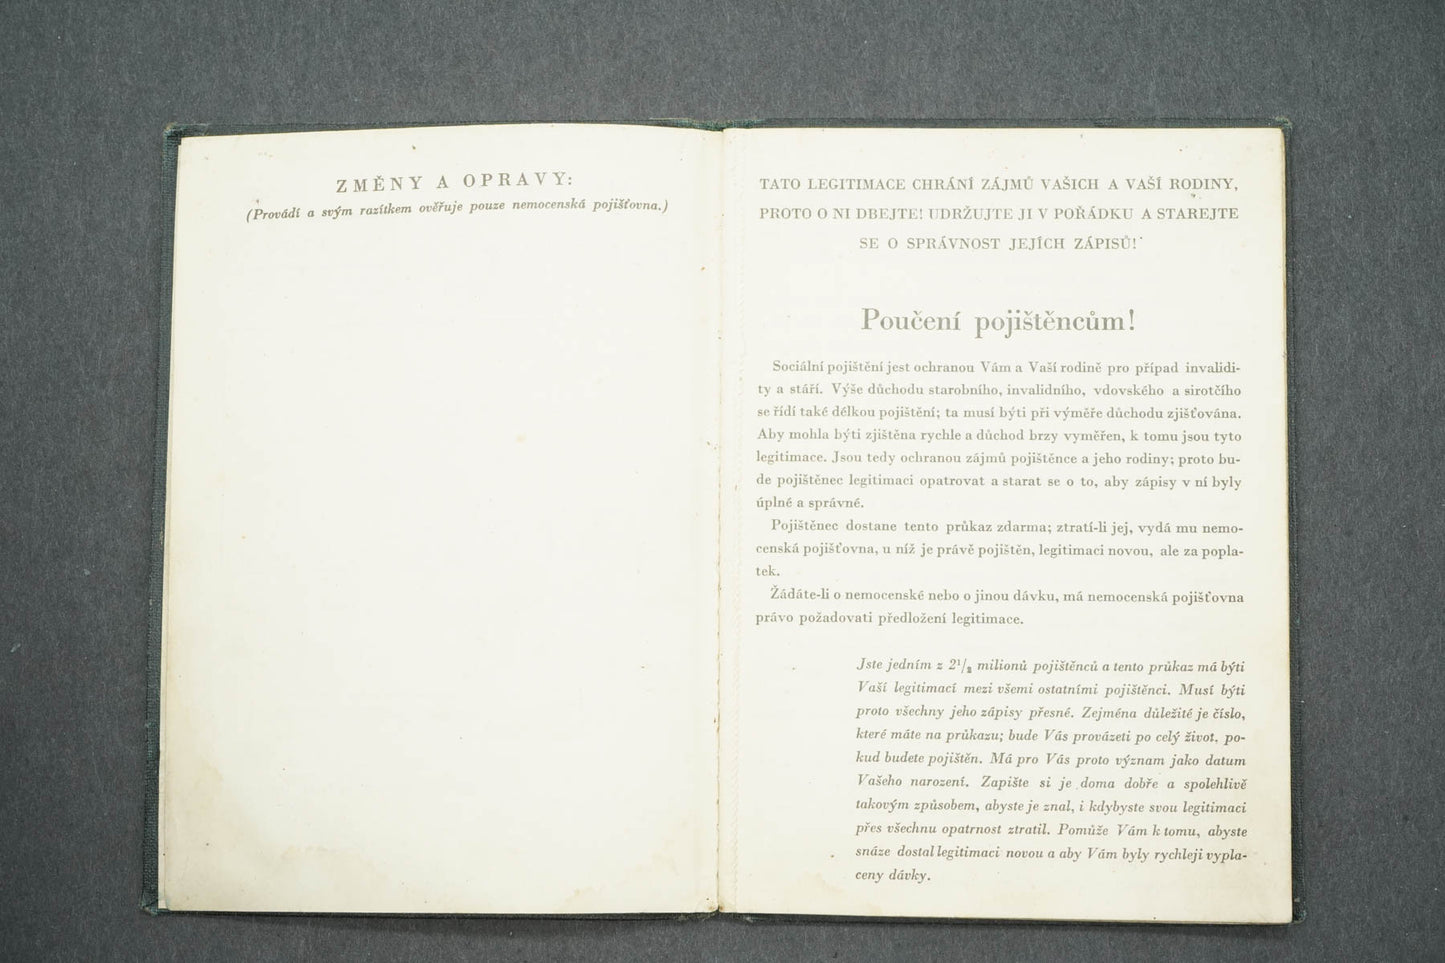 ZMĚNY A OPRAVY:
(Provádí a svým razítkem ověřuje pouze nemocenská pojišťovna.)
TATO LEGITIMACE CHRÁNÍ ZÁJMŮ VAŠICH A VAŠÍ RODINY,
PROTO O NI DBEJTE! UDRŽUJTE JI V POŘÁDKU A STAREJTE
SE O SPRÁVNOST JEJÍCH ZÁPISŮ!
Poučení pojištěncům!
Sociální pojištění jest ochranou Vám a Vaší rodině pro případ invalidi-
ty a stáří. Výše důchodu starobního, invalidního, vdovského a sirotčího
se řídí také délkou pojištění; ta musí býti při výměře důchodu zjišťována.
Aby mohla býti zjištěna rychle a důchod brzy vyměřen, k tomu jsou tyto
legitimace. Jsou tedy ochranou zájmů pojištěnce a jeho rodiny; proto bu-
de pojištěnec legitimaci opatrovat a starat se o to, aby zápisy v ní byly
úplné a správné.
Pojištěnec dostane tento průkaz zdarma; ztratí-li jej, vydá mu nemo-
censká pojišťovna, u níž je právě pojištěn, legitimaci novou, ale za popla-
tek.
Žádáte-li o nemocenské nebo o jinou dávku, má nemocenská pojišťovna
právo požadovati předložení legitimace.
Jste jedním z 2½ milionů pojištěnců a tento průkaz má býti
Vaší legitimací mezi všemi ostatními pojištěnci. Musí býti
proto všechny jeho zápisy přesné. Zejména důležité je číslo,
které máte na průkazu; bude Vás provázeti po celý život, po-
kud budete pojištěn. Má pro Vás proto význam jako datum
Vašeho narození. Zapište si je doma dobře a spolehlivě
takovým způsobem, abyste je znal, i kdybyste svou legitimaci
přes všechnu opatrnost ztratil. Pomůže Vám k tomu, abyste
snáze dostal legitimaci novou a aby Vám byly rychleji vypla-
ceny dávky.